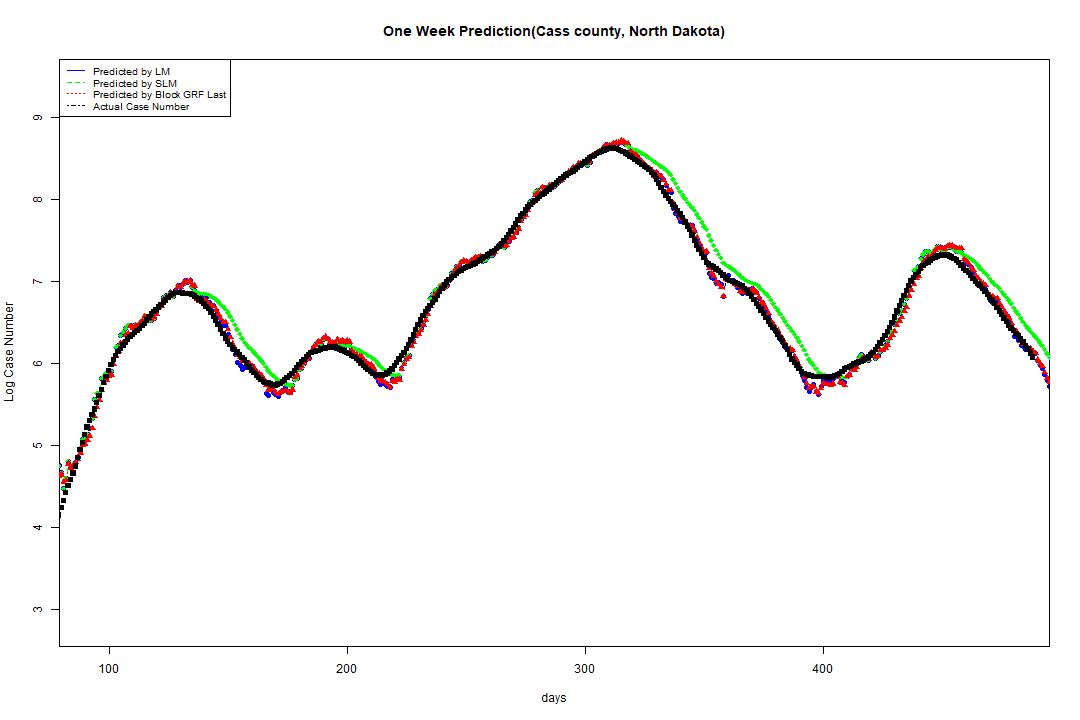 One Week Prediction(Cass county, North Dakota)
Predicted by LM
Predicted by SLM
Predicted by Block GRF Last
Actual Case Number
9
8
7
6
5
4
3
Log Case Number
100 200 300 400
days